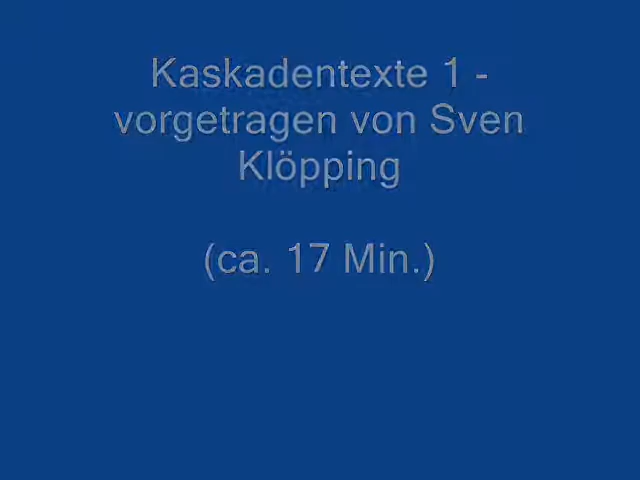 Kaskadentexte 1 -
vorgetragen von Sven
Klöpping
(ca. 17 Min.)